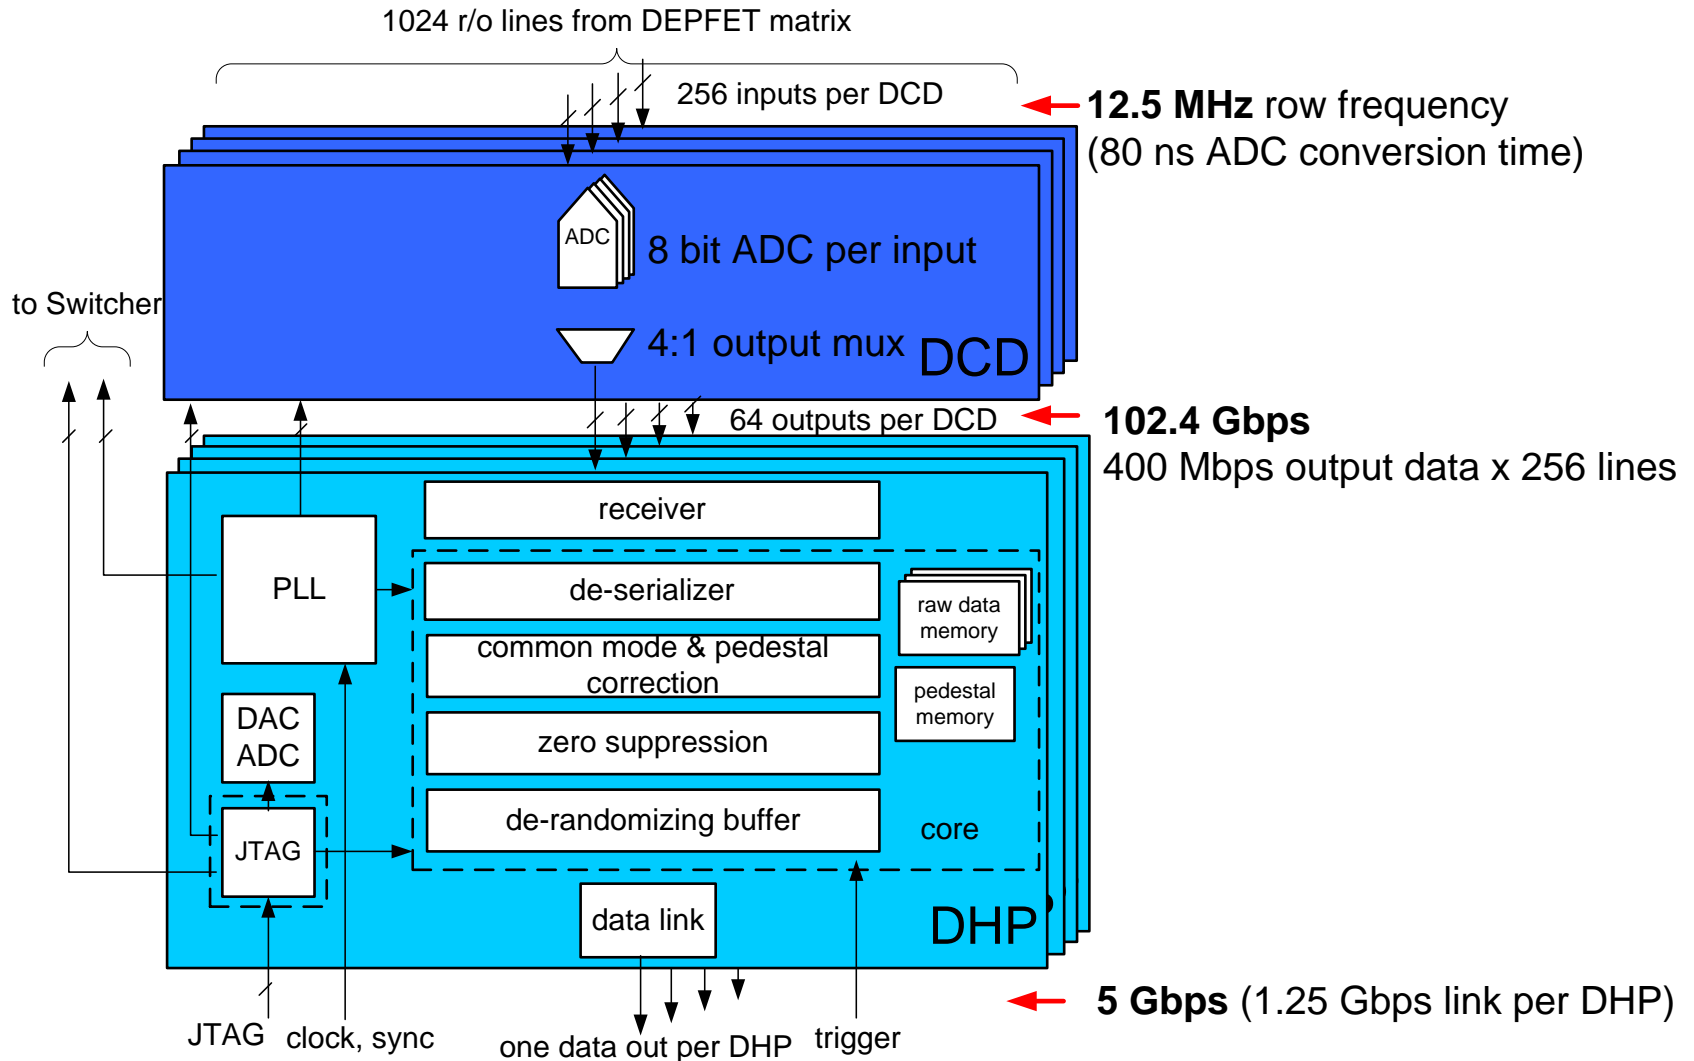 1024 r/o lines from DEPFET matrix
256 inputs per DCD
12.5 MHz row frequency
(80 ns ADC conversion time)
ADC
8 bit ADC per input
to Switcher
4:1 output mux
DCD
64 outputs per DCD
102.4 Gbps
400 Mbps output data x 256 lines
receiver
PLL
de-serializer
raw data
memory
common mode & pedestal
correction
pedestal
memory
DAC
ADC
zero suppression
JTAG
de-randomizing buffer
core
data link
DHP
5 Gbps (1.25 Gbps link per DHP)
JTAG
clock, sync
one data out per DHP
trigger